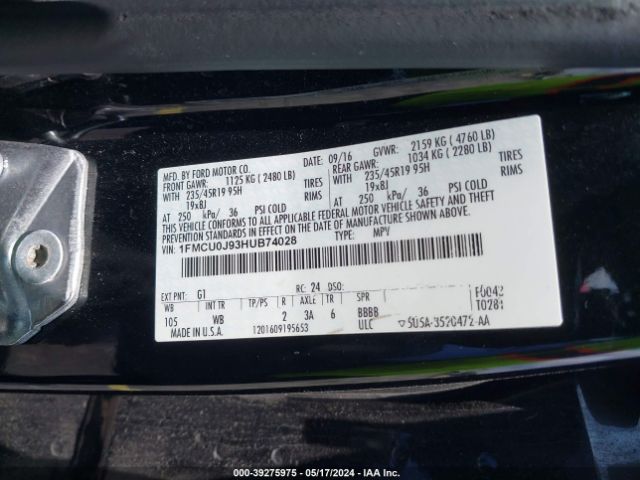 MFD. BY FORD MOTOR CO. DATE: 09/16 GVWR: 2159 KG ( 4760 LB)
FRONT GAWR: 1125 KG ( 2480 LB) REAR GAWR: 1034 KG ( 2280 LB)
WITH 235/45R19 95H TIRES WITH 235/45R19 95H TIRES
19x8J RIMS 19x8J RIMS
AT 250 kPa/ 36 PSI COLD AT 250 kPa/ 36 PSI COLD
THIS VEHICLE CONFORMS TO ALL APPLICABLE FEDERAL MOTOR VEHICLE SAFETY AND THEFT
PREVENTION STANDARDS IN EFFECT ON THE DATE OF MANUFACTURE SHOWN ABOVE.
VIN: 1FMCU0J93HUB74028 TYPE: MPV
EXT PNT: G1 RC: 24 DSO: F0042
WB INT TR TP/PS R AXLE TR SPR T0284
105 WB 2 3A 6 BBBB
MADE IN U.S.A. 1201609195653 ULC 5U5A-3520472-AA
000-39275975 - 05/17/2024 - IAA Inc.